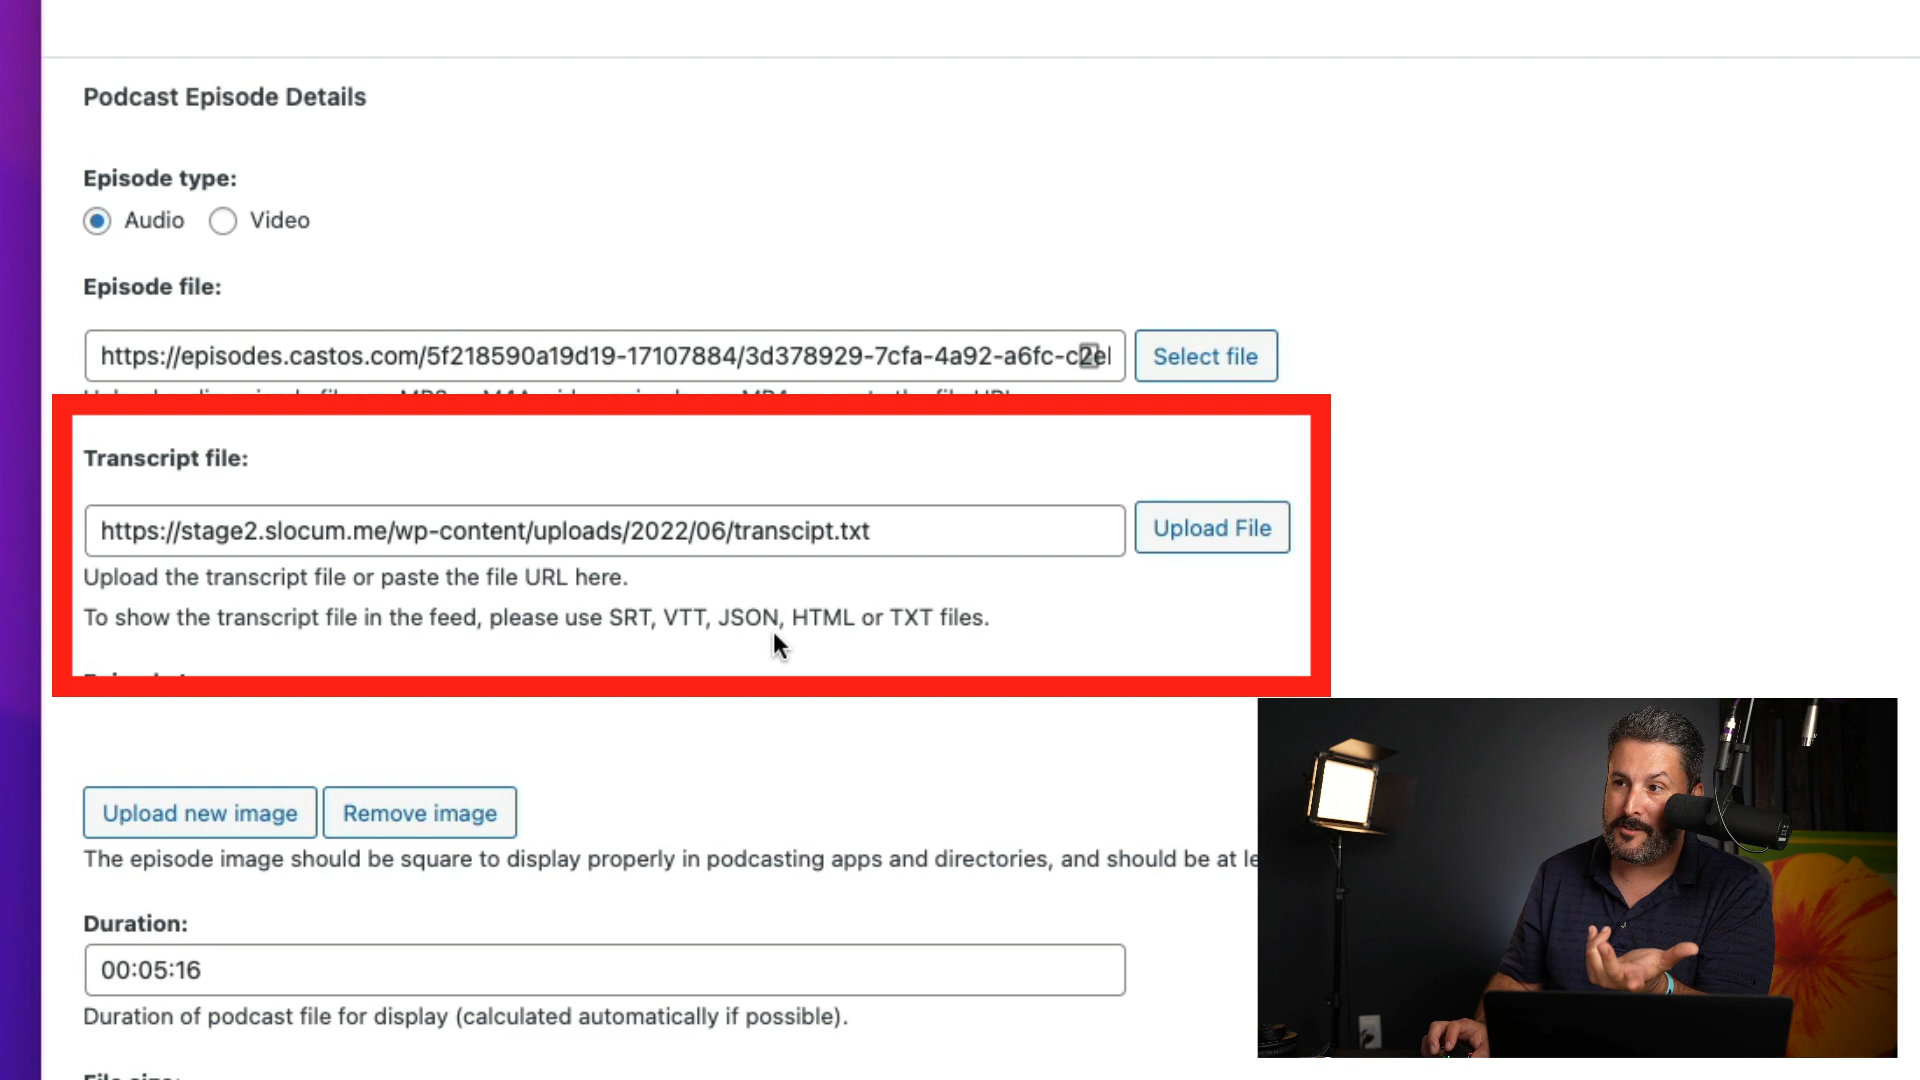 Podcast Episode Details
Episode type:
Audio Video
Episode file:
https://episodes.castos.com/5f218590a19d19-17107884/3d378929-7cfa-4a92-a6fc-c2el Select file
Transcript file:
https://stage2.slocum.me/wp-content/uploads/2022/06/transcipt.txt Upload File
Upload the transcript file or paste the file URL here.
To show the transcript file in the feed, please use SRT, VTT, JSON, HTML or TXT files.
Upload new image Remove image
The episode image should be square to display properly in podcasting apps and directories, and should be at le
Duration:
00:05:16
Duration of podcast file for display (calculated automatically if possible).
File size: